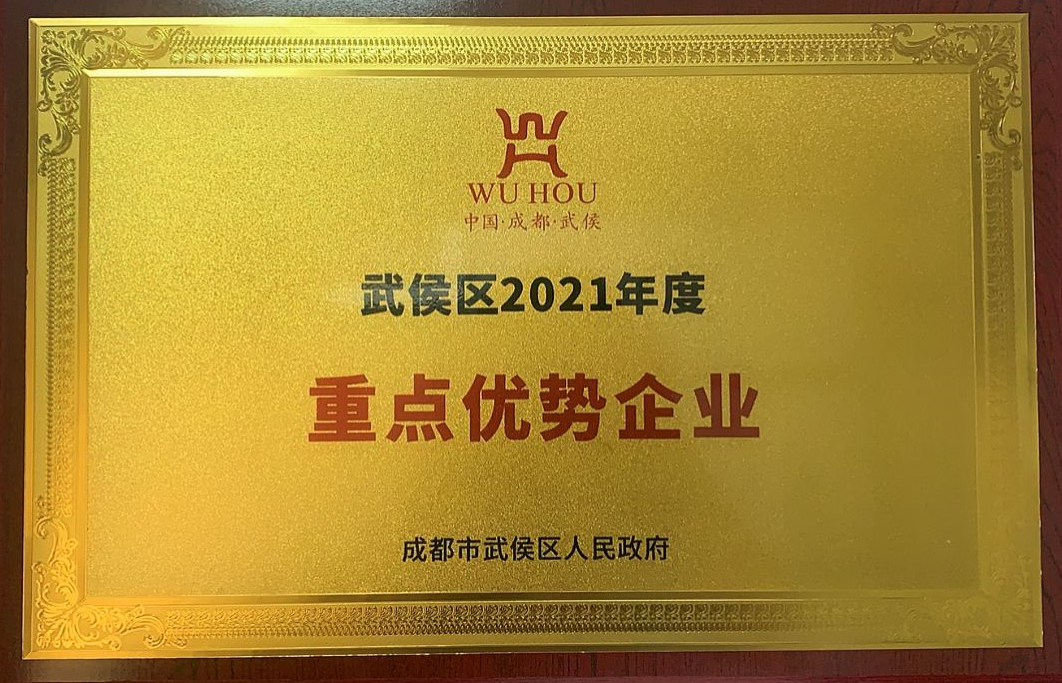 WU HOU
中国·成都·武侯
武侯区2021年度
重点优势企业
成都市武侯区人民政府